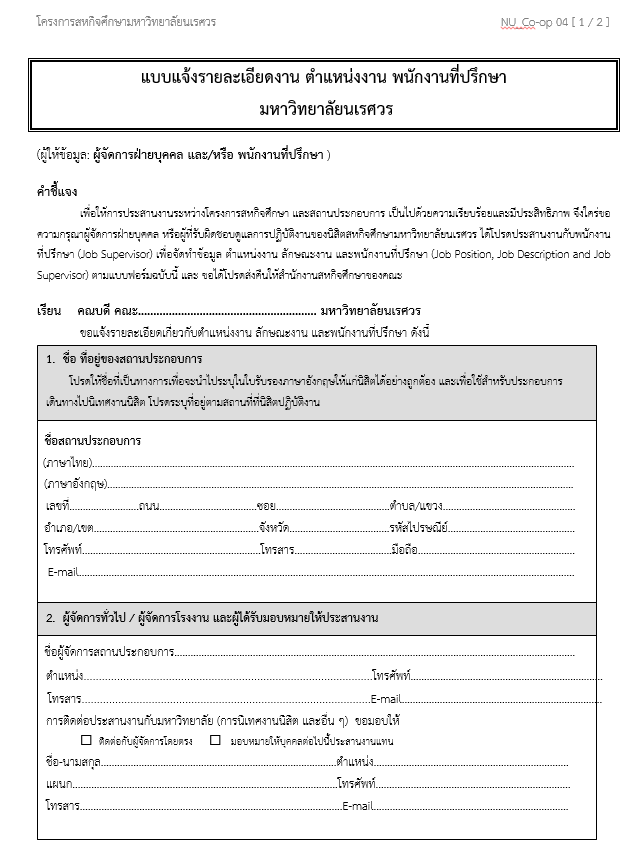 โครงการสหกิจศึกษามหาวิทยาลัยนเรศวร NU_Co-op 04 [ 1 / 2 ]
แบบแจ้งรายละเอียดงาน ตำแหน่งงาน พนักงานที่ปรึกษา
มหาวิทยาลัยนเรศวร
(ผู้ให้ข้อมูล: ผู้จัดการฝ่ายบุคคล และ/หรือ พนักงานที่ปรึกษา )
คำชี้แจง
เพื่อให้การประสานงานระหว่างโครงการสหกิจศึกษา และสถานประกอบการ เป็นไปด้วยความเรียบร้อยและมีประสิทธิภาพ จึงใคร่ขอ
ความกรุณาผู้จัดการฝ่ายบุคคล หรือผู้ที่รับผิดชอบดูแลการปฏิบัติงานของนิสิตสหกิจศึกษามหาวิทยาลัยนเรศวร ได้โปรดประสานงานกับพนักงาน
ที่ปรึกษา (Job Supervisor) เพื่อจัดทำข้อมูล ตำแหน่งงาน ลักษณะงาน และพนักงานที่ปรึกษา (Job Position, Job Description and Job
Supervisor) ตามแบบฟอร์มฉบับนี้ และ ขอได้โปรดส่งคืนให้สำนักงานสหกิจศึกษาของคณะ
เรียน คณบดี คณะ.................................................... มหาวิทยาลัยนเรศวร
ขอแจ้งรายละเอียดเกี่ยวกับตำแหน่งงาน ลักษณะงาน และพนักงานที่ปรึกษา ดังนี้
1. ชื่อ ที่อยู่ของสถานประกอบการ
โปรดให้ชื่อที่เป็นทางการเพื่อจะนำไประบุในใบรับรองภาษาอังกฤษให้แก่นิสิตได้อย่างถูกต้อง และเพื่อใช้สำหรับประกอบการ
เดินทางไปนิเทศงานนิสิต โปรดระบุที่อยู่ตามสถานที่ที่นิสิตปฏิบัติงาน
ชื่อสถานประกอบการ
(ภาษาไทย)....................................................
(ภาษาอังกฤษ)....................................................
เลขที่....................ถนน....................ซอย....................ตำบล/แขวง....................
อำเภอ/เขต....................จังหวัด....................รหัสไปรษณีย์....................
โทรศัพท์....................โทรสาร....................มือถือ....................
E-mail....................................................
2. ผู้จัดการทั่วไป / ผู้จัดการโรงงาน และผู้ได้รับมอบหมายให้ประสานงาน
ชื่อผู้จัดการสถานประกอบการ....................................................
ตำแหน่ง....................................................โทรศัพท์....................
โทรสาร....................................................E-mail....................
การติดต่อประสานงานกับมหาวิทยาลัย (การนิเทศงานนิสิต และอื่น ๆ) ขอมอบให้
☐ ติดต่อกับผู้จัดการโดยตรง ☐ มอบหมายให้บุคคลต่อไปนี้ประสานงานแทน
ชื่อ-นามสกุล....................................................ตำแหน่ง....................
แผนก....................................................โทรศัพท์....................
โทรสาร....................................................E-mail....................